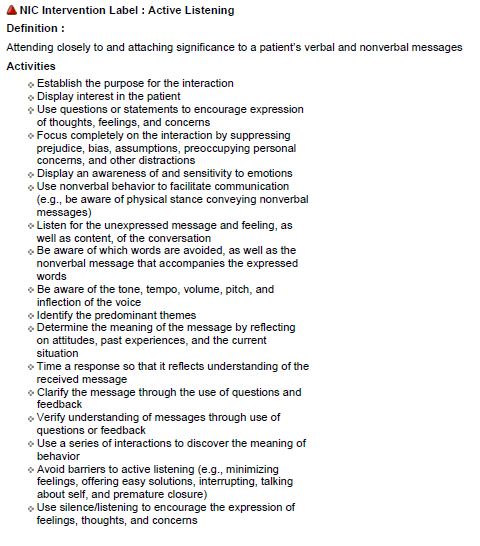 NIC Intervention Label : Active Listening
Definition :
Attending closely to and attaching significance to a patient's verbal and nonverbal messages
Activities
Establish the purpose for the interaction
Display interest in the patient
Use questions or statements to encourage expression
of thoughts, feelings, and concerns
Focus completely on the interaction by suppressing
prejudice, bias, assumptions, preoccupying personal
concerns, and other distractions
Display an awareness of and sensitivity to emotions
Use nonverbal behavior to facilitate communication
(e.g., be aware of physical stance conveying nonverbal
messages)
Listen for the unexpressed message and feeling, as
well as content, of the conversation
Be aware of which words are avoided, as well as the
nonverbal message that accompanies the expressed
words
Be aware of the tone, tempo, volume, pitch, and
inflection of the voice
Identify the predominant themes
Determine the meaning of the message by reflecting
on attitudes, past experiences, and the current
situation
Time a response so that it reflects understanding of the
received message
Clarify the message through the use of questions and
feedback
Verify understanding of messages through use of
questions or feedback
Use a series of interactions to discover the meaning of
behavior
Avoid barriers to active listening (e.g., minimizing
feelings, offering easy solutions, interrupting, talking
about self, and premature closure)
Use silence/listening to encourage the expression of
feelings, thoughts, and concerns